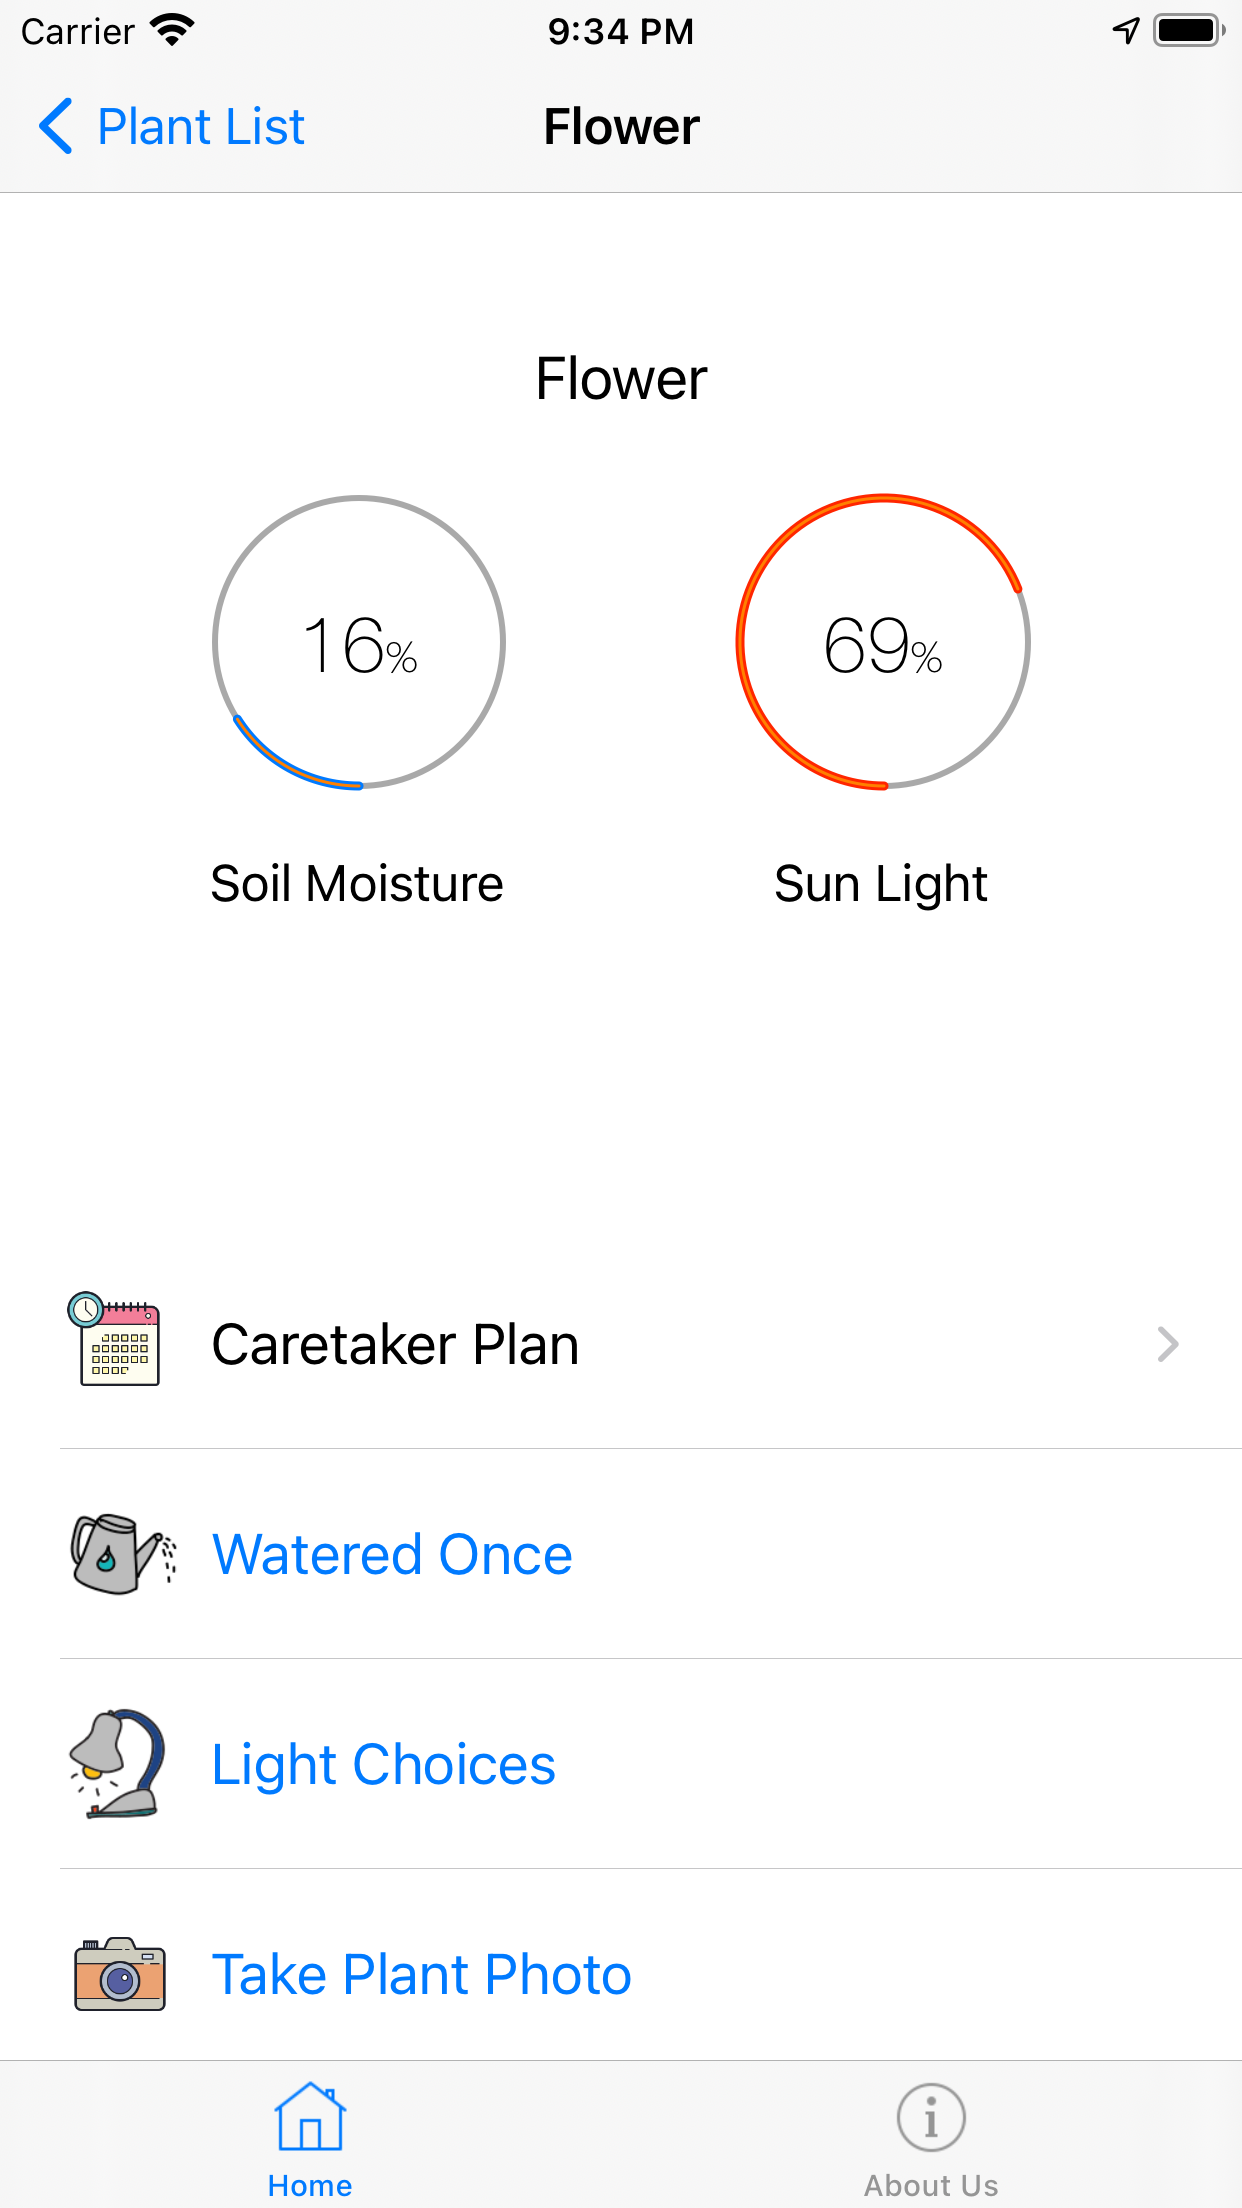 Carrier 9:34 PM
Plant List Flower
Flower
16% 69%
Soil Moisture Sun Light
Caretaker Plan
Watered Once
Light Choices
Take Plant Photo
Home About Us